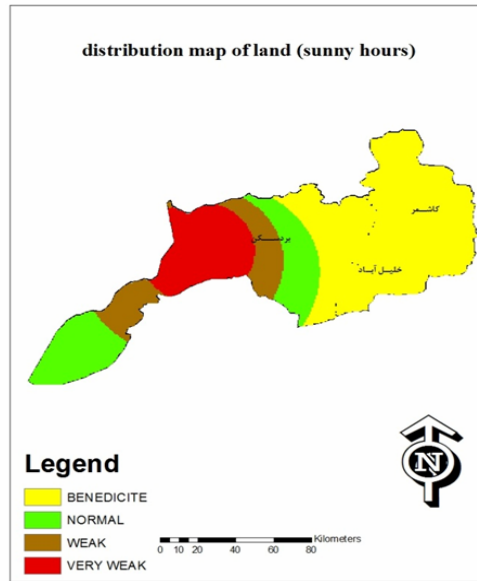 distribution map of land (sunny hours)
کاشمر
بردسکن
خلیل آباد
N
Legend
BENEDICITE
NORMAL
WEAK
VERY WEAK
Kilometers
0 5 10 20 40 60 80